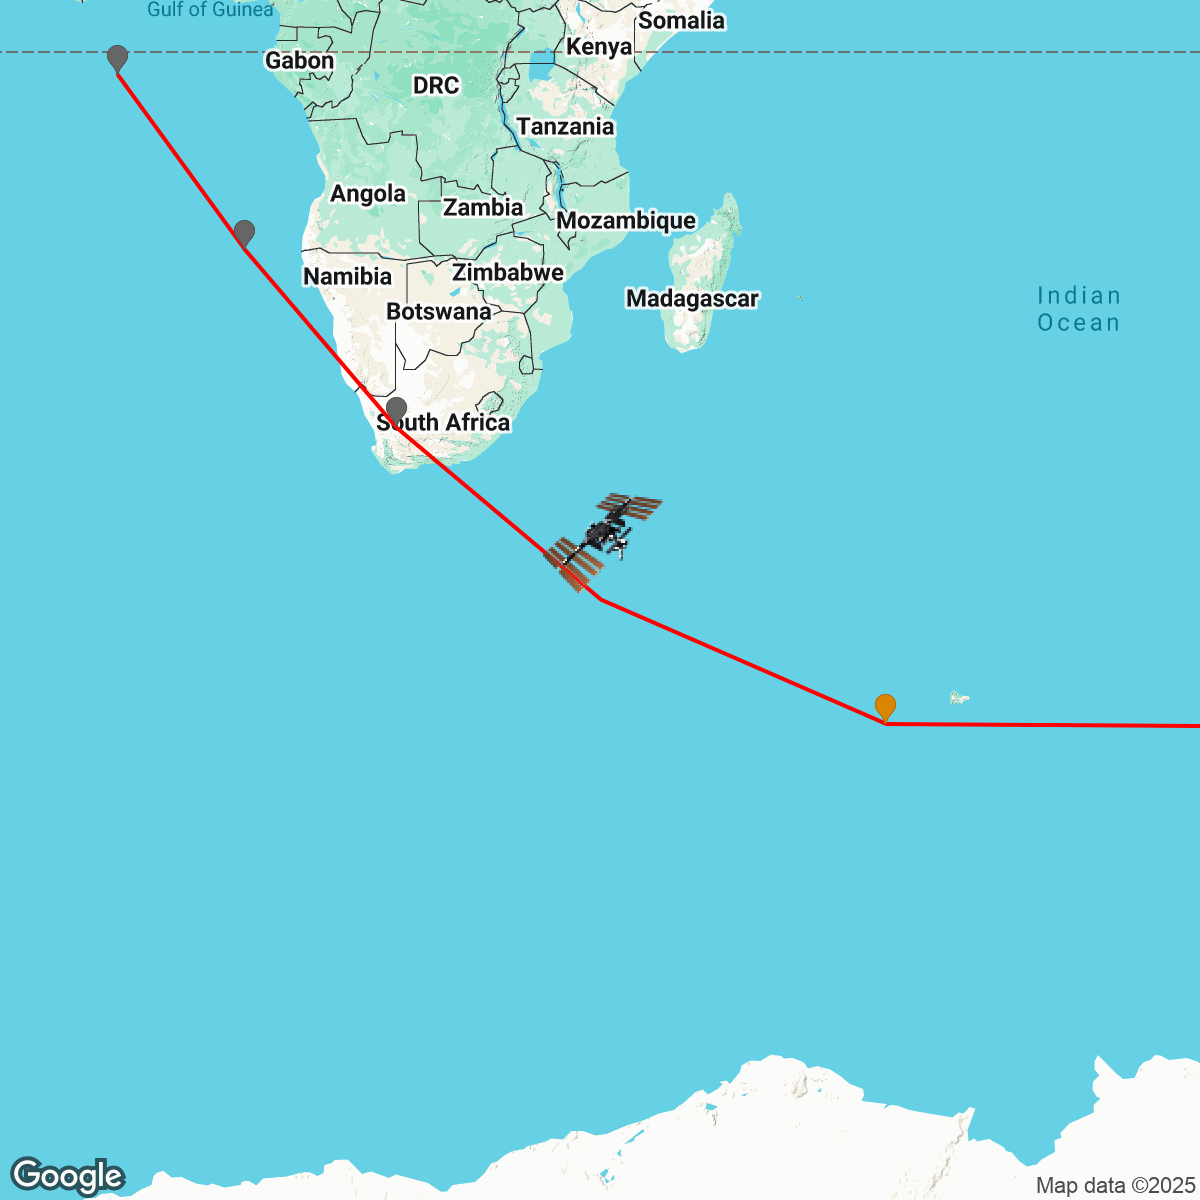 Gulf of Guinea
Somalia
Kenya
Gabon
DRC
Tanzania
Angola
Zambia
Mozambique
Namibia
Zimbabwe
Madagascar
Botswana
Indian
Ocean
South Africa
Google
Map data ©2025